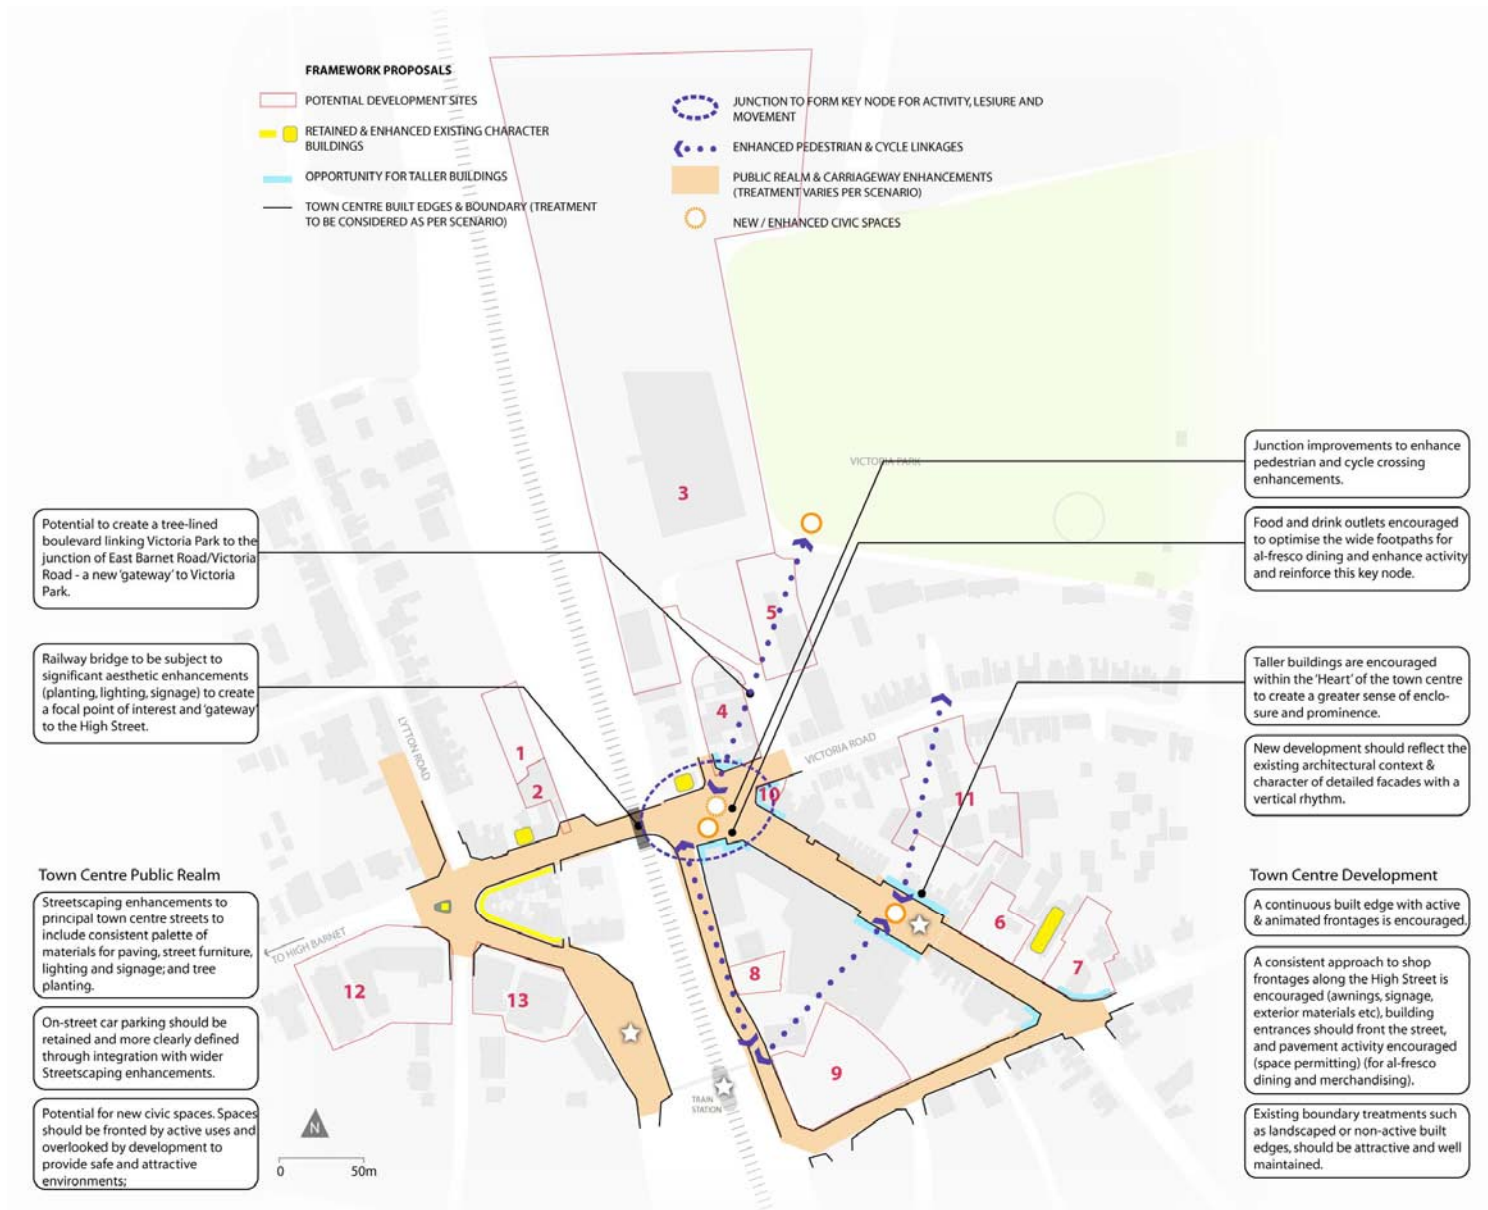 FRAMEWORK PROPOSALS
POTENTIAL DEVELOPMENT SITES
RETAINED & ENHANCED EXISTING CHARACTER
BUILDINGS
OPPORTUNITY FOR TALLER BUILDINGS
TOWN CENTRE BUILT EDGES & BOUNDARY (TREATMENT
TO BE CONSIDERED AS PER SCENARIO)
JUNCTION TO FORM KEY NODE FOR ACTIVITY, LESIURE AND
MOVEMENT
ENHANCED PEDESTRIAN & CYCLE LINKAGES
PUBLIC REALM & CARRIAGEWAY ENHANCEMENTS
(TREATMENT VARIES PER SCENARIO)
NEW / ENHANCED CIVIC SPACES
Potential to create a tree-lined
boulevard linking Victoria Park to the
junction of East Barnet Road/Victoria
Road - a new 'gateway' to Victoria
Park.
Railway bridge to be subject to
significant aesthetic enhancements
(planting, lighting, signage) to create
a focal point of interest and 'gateway'
to the High Street.
Town Centre Public Realm
Streetscaping enhancements to
principal town centre streets to
include consistent palette of
materials for paving, street furniture,
lighting and signage; and tree
planting.
On-street car parking should be
retained and more clearly defined
through integration with wider
Streetscaping enhancements.
Potential for new civic spaces. Spaces
should be fronted by active uses and
overlooked by development to
provide safe and attractive
environments;
VICTORIA PARK
3
5
4
1
2
10
11
6
7
8
9
12
13
LYTTON ROAD
VICTORIA ROAD
TO HIGH BARNET
TRAIN
STATION
N
0 50m
Junction improvements to enhance
pedestrian and cycle crossing
enhancements.
Food and drink outlets encouraged
to optimise the wide footpaths for
al-fresco dining and enhance activity
and reinforce this key node.
Taller buildings are encouraged
within the 'Heart' of the town centre
to create a greater sense of enclo-
sure and prominence.
New development should reflect the
existing architectural context &
character of detailed facades with a
vertical rhythm.
Town Centre Development
A continuous built edge with active
& animated frontages is encouraged.
A consistent approach to shop
frontages along the High Street is
encouraged (awnings, signage,
exterior materials etc), building
entrances should front the street,
and pavement activity encouraged
(space permitting) (for al-fresco
dining and merchandising).
Existing boundary treatments such
as landscaped or non-active built
edges, should be attractive and well
maintained.